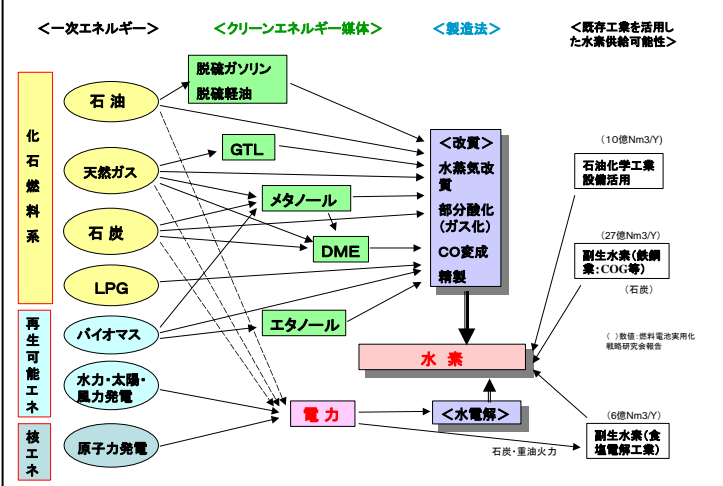 ＜一次エネルギー＞
＜クリーンエネルギー媒体＞
＜製造法＞
＜既存工業を活用し
た水素供給可能性＞
化石燃料系
石 油
天然ガス
石 炭
LPG
再生可能エネ
バイオマス
水力・太陽・
風力発電
核エネ
原子力発電
脱硫ガソリン
脱硫軽油
GTL
メタノール
DME
エタノール
電 力
＜改質＞
水蒸気改
質
部分酸化
(ガス化)
CO変成
精製
水 素
＜水電解＞
石炭・重油火力
（10億Nm3/Y）
石油化学工業
設備活用
（27億Nm3/Y）
副生水素（鉄鋼
業：COG等）
（石炭）
（ ）数値：燃料電池実用化
戦略研究会報告
（6億Nm3/Y）
副生水素（食
塩電解工業）